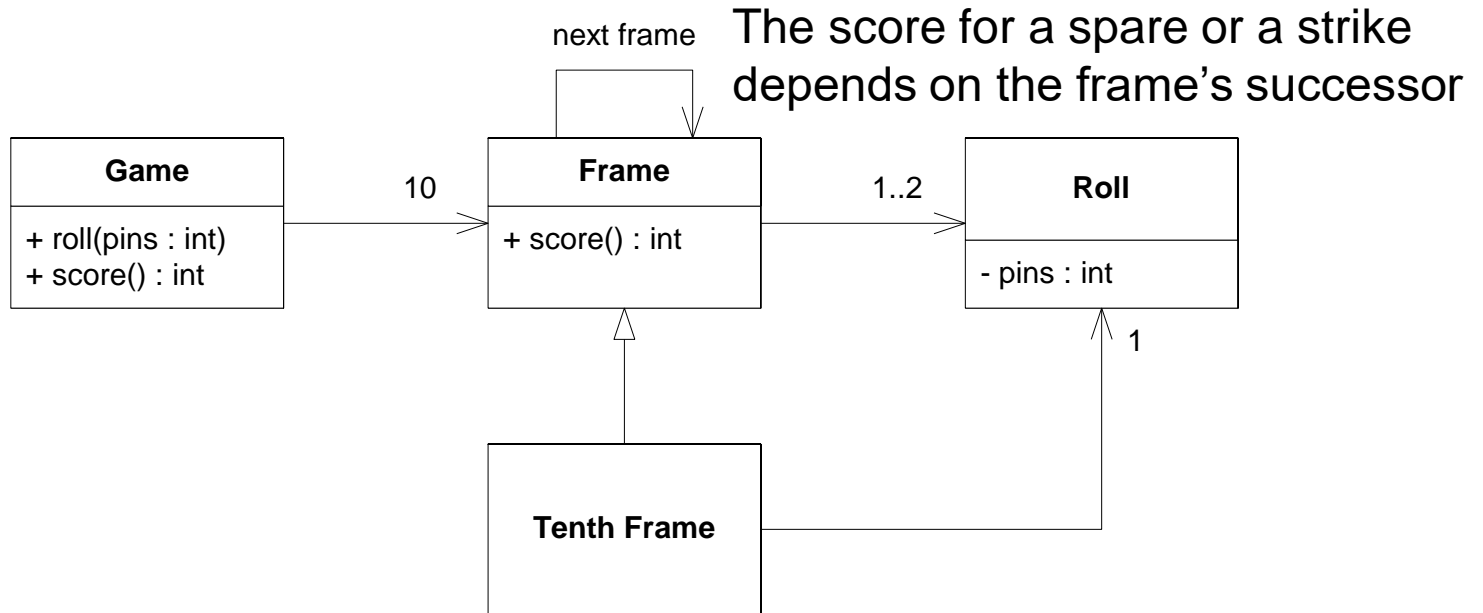 next frame
The score for a spare or a strike
depends on the frame’s successor
Game
+ roll(pins : int)
+ score() : int
10
Frame
+ score() : int
1..2
Roll
- pins : int
1
Tenth Frame